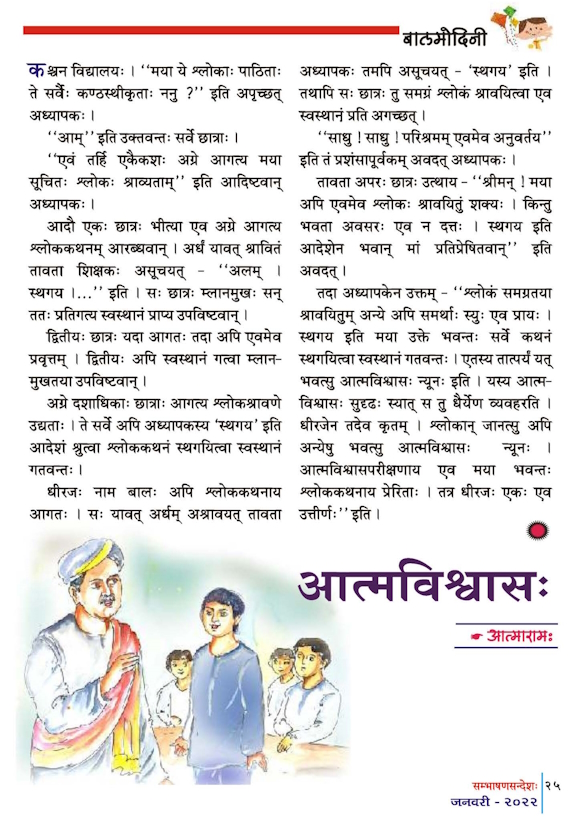 बालमोदिनी
कश्चन विद्यालयः । ‘‘मया ये श्लोकाः पाठिताः
ते सर्वैः कण्ठस्थीकृताः ननु ?’’ इति अपृच्छत्
अध्यापकः ।
‘‘आम्’’ इति उक्तवन्तः सर्वे छात्राः ।
‘‘एवं तर्हि एकैकशः अग्रे आगत्य मया
सूचितः श्लोकः श्राव्यताम्’’ इति आदिष्टवान्
अध्यापकः ।
आदौ एकः छात्रः भीत्या एव अग्रे आगत्य
श्लोककथनम् आरब्धवान् । अर्धं यावत् श्रावितं
तावता शिक्षकः असूचयत् - ‘‘अलम् ।
स्थगय ।...’’ इति । सः छात्रः म्लानमुखः सन्
ततः प्रतिगत्य स्वस्थानं प्राप्य उपविष्टवान् ।
द्वितीयः छात्रः यदा आगतः तदा अपि एवमेव
प्रवृत्तम् । द्वितीयः अपि स्वस्थानं गत्वा म्लान-
मुखतया उपविष्टवान् ।
अग्रे दशाधिकाः छात्राः आगत्य श्लोकश्रावणे
उद्यताः । ते सर्वे अपि अध्यापकस्य ‘स्थगय’ इति
आदेशं श्रुत्वा श्लोककथनं स्थगयित्वा स्वस्थानं
गतवन्तः ।
धीरजः नाम बालः अपि श्लोककथनाय
आगतः । सः यावत् अर्धम् अश्रावयत् तावता
अध्यापकः तमपि असूचयत् - ‘स्थगय’ इति ।
तथापि सः छात्रः तु समग्रं श्लोकं श्रावयित्वा एव
स्वस्थानं प्रति अगच्छत् ।
‘‘साधु ! साधु ! परिश्रमम् एवमेव अनुवर्तय’’
इति तं प्रशंसापूर्वकम् अवदत् अध्यापकः ।
तावता अपरः छात्रः उत्थाय - ‘‘श्रीमन् ! मया
अपि एवमेव श्लोकः श्रावयितुं शक्यः । किन्तु
भवता अवसरः एव न दत्तः । स्थगय इति
आदेशेन भवान् मां प्रतिप्रेषितवान्’’ इति
अवदत् ।
तदा अध्यापकेन उक्तम् - ‘‘श्लोकं समग्रतया
श्रावयितुम् अन्ये अपि समर्थाः स्युः एव प्रायः ।
स्थगय इति मया उक्ते भवन्तः सर्वे कथनं
स्थगयित्वा स्वस्थानं गतवन्तः । एतस्य तात्पर्यं यत्
भवत्सु आत्मविश्वासः न्यूनः इति । यस्य आत्म-
विश्वासः सुदृढः स्यात् स तु धैर्येण व्यवहरति ।
धीरजेन तदेव कृतम् । श्लोकान् जानत्सु अपि
अन्येषु भवत्सु आत्मविश्वासः न्यूनः ।
आत्मविश्वासपरीक्षणाय एव मया भवन्तः
श्लोककथनाय प्रेरिताः । तत्र धीरजः एकः एव
उत्तीर्णः’’ इति ।
आत्मविश्वासः
आत्मारामः
सम्भाषणसन्देशः २५
जनवरी - २०२२